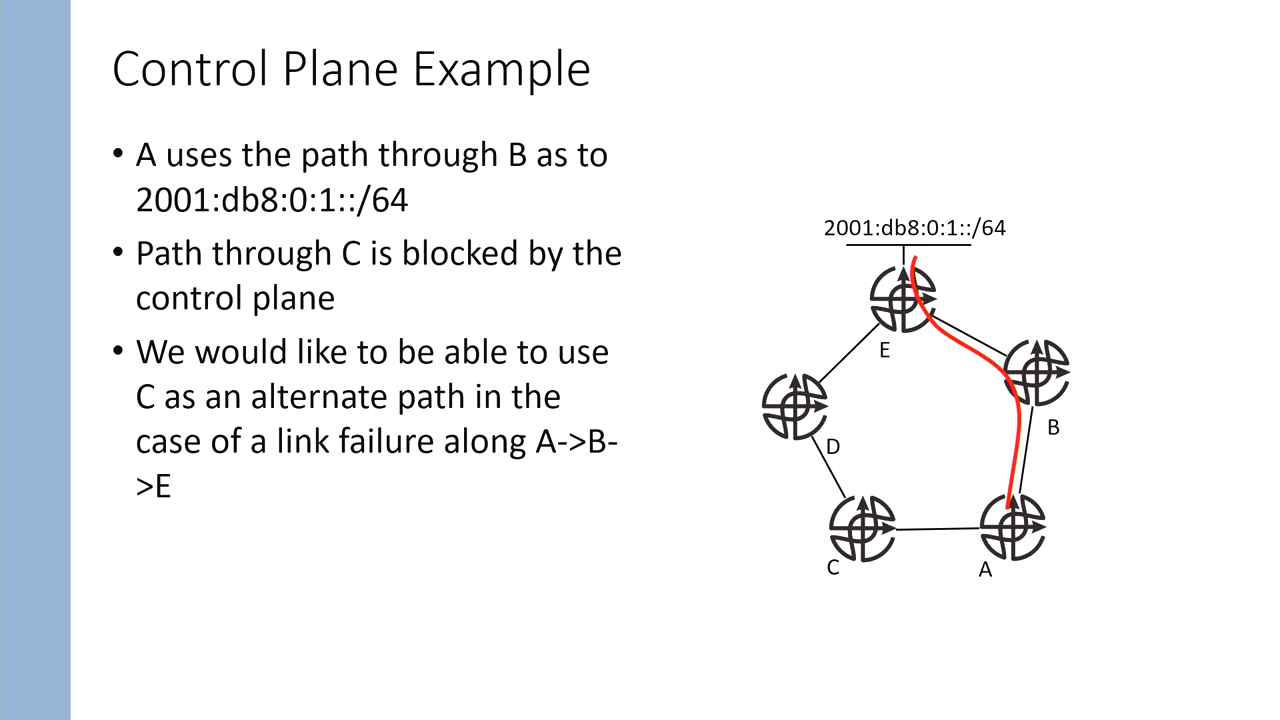 Control Plane Example
• A uses the path through B as to
2001:db8:0:1::/64
• Path through C is blocked by the
control plane
• We would like to be able to use
C as an alternate path in the
case of a link failure along A->B-
>E
2001:db8:0:1::/64
E
B
D
C
A